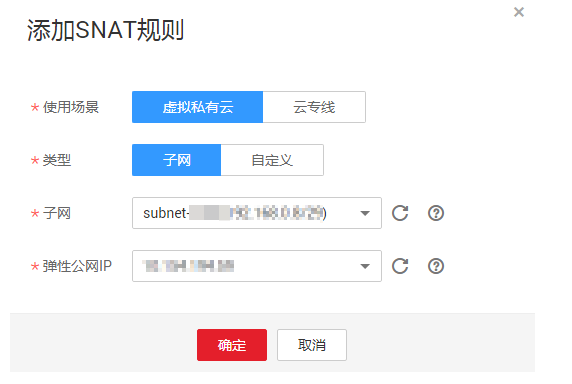 添加SNAT规则
* 使用场景 虚拟私有云 云专线
* 类型 子网 自定义
* 子网 subnet-
* 弹性公网IP
确定 取消